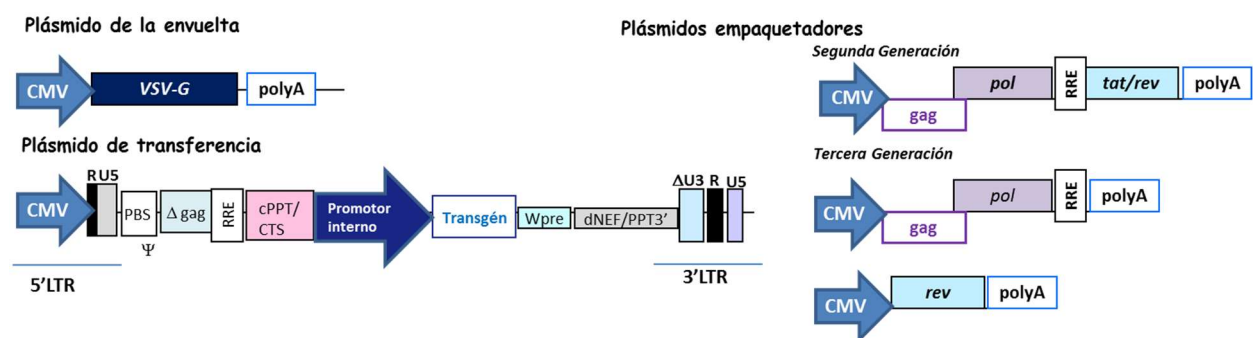 Plásmido de la envuelta
CMV VSV-G polyA
Plásmido de transferencia
R U5
CMV PBS Δ gag RRE cPPT/
CTS Promotor
interno Transgén Wpre dNEF/PPT3'
ΔU3 R U5
Ψ
5'LTR
3'LTR
Plásmidos empaquetadores
Segunda Generación
CMV gag pol RRE tat/rev polyA
Tercera Generación
CMV gag pol RRE polyA
CMV rev polyA